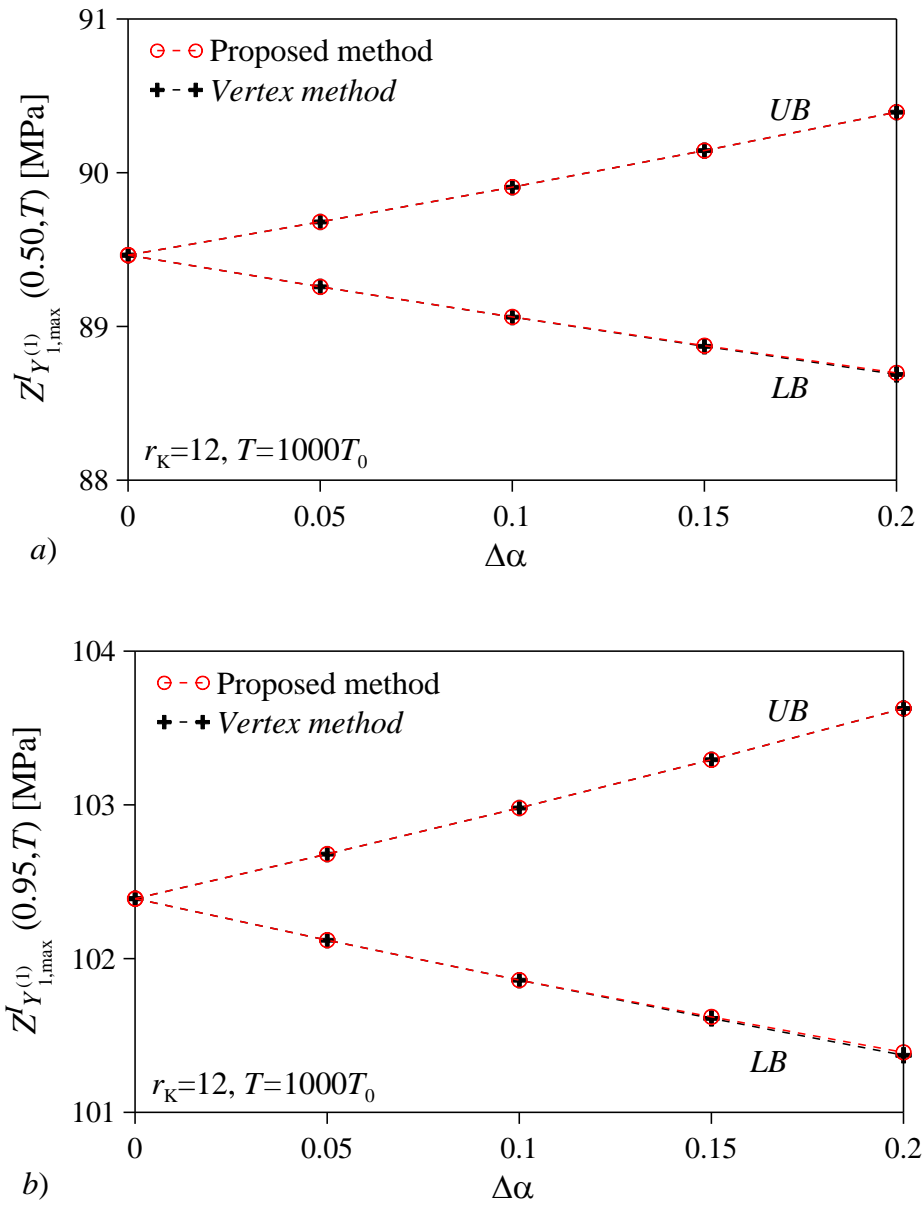 91
Proposed method
Vertex method
UB
90
Z^I_{Y^{(1)}_{1,max}} (0.50,T) [MPa]
89
LB
r_K=12, T=1000T_0
88
0 0.05 0.1 0.15 0.2
a) Δα
104
Proposed method
Vertex method
UB
103
Z^I_{Y^{(1)}_{1,max}} (0.95,T) [MPa]
102
LB
r_K=12, T=1000T_0
101
0 0.05 0.1 0.15 0.2
b) Δα